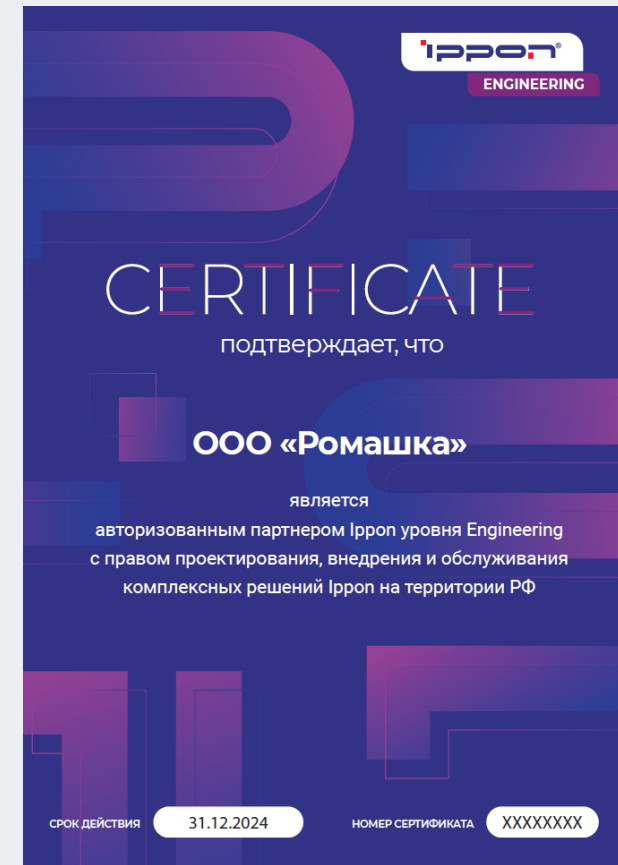 ippon®
ENGINEERING
CERTIFICATE
подтверждает, что
ООО «Ромашка»
является
авторизованным партнером Ippon уровня Engineering
с правом проектирования, внедрения и обслуживания
комплексных решений Ippon на территории РФ
СРОК ДЕЙСТВИЯ 31.12.2024 НОМЕР СЕРТИФИКАТА XXXXXXXX